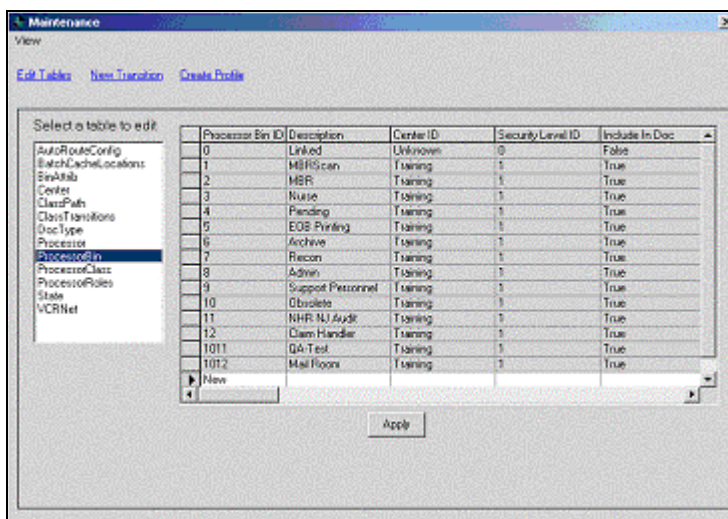 Maintenance
View
Edit Tables New Transition Create Profile
Select a table to edit
AutoRouteConfig
BatchCacheLocations
BinAttrib
Center
ClassPath
ClassTransitions
DocType
Processor
ProcessorBin
ProcessorClass
ProcessorRoles
State
VCRNet
Processor Bin ID Description Center ID Security Level ID Include In Doc
0 Linked Unknown 0 False
1 MBRScan Training 1 True
2 MBR Training 1 True
3 Nurse Training 1 True
4 Pending Training 1 True
5 EOB Printing Training 1 True
6 Archive Training 1 True
7 Recon Training 1 True
8 Admin Training 1 True
9 Support Personnel Training 1 True
10 Obsolete Training 1 True
11 NHR NJ Audit Training 1 True
12 Claim Handler Training 1 True
1011 QA-Test Training 1 True
1012 Mail Room Training 1 True
New
Apply